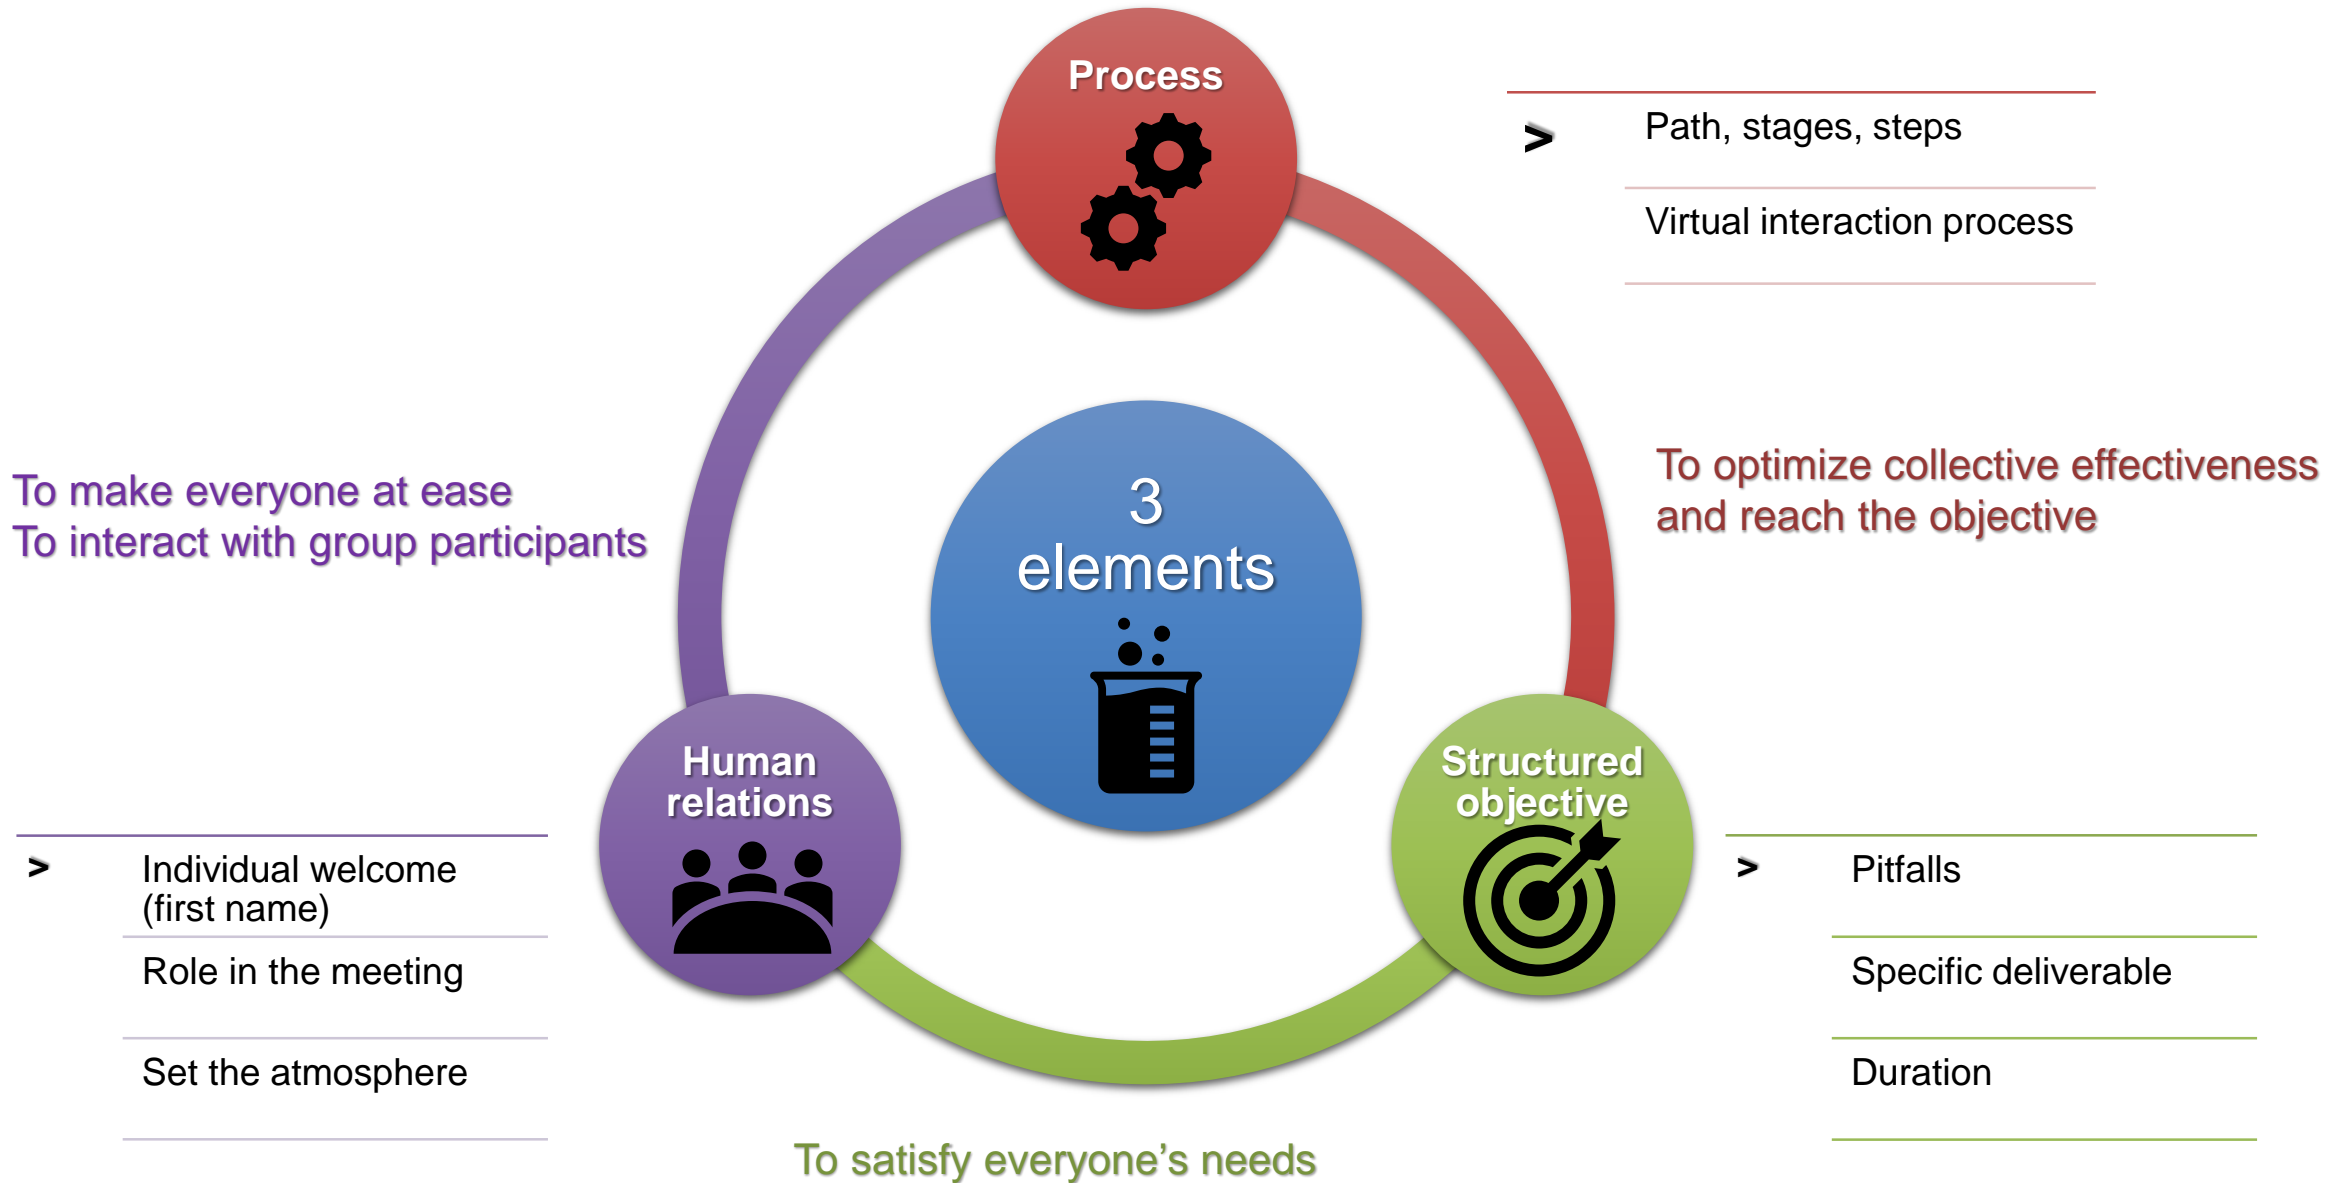 Process
>
Path, stages, steps
Virtual interaction process
To make everyone at ease
To interact with group participants
3
elements
To optimize collective effectiveness
and reach the objective
Human
relations
>
Individual welcome
(first name)
Role in the meeting
Set the atmosphere
Structured
objective
>
Pitfalls
Specific deliverable
Duration
To satisfy everyone’s needs